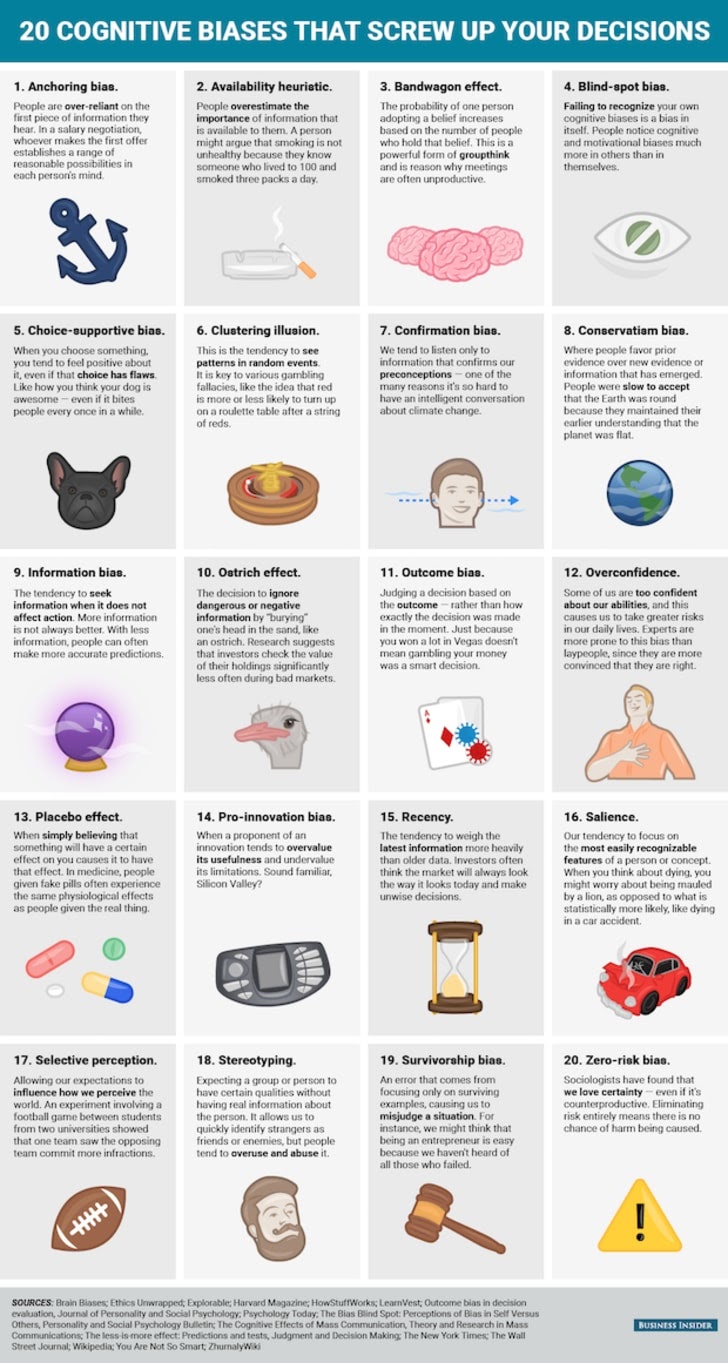 20 COGNITIVE BIASES THAT SCREW UP YOUR DECISIONS
1. Anchoring bias.
People are over-reliant on the
first piece of information they
hear. In a salary negotiation,
whoever makes the first offer
establishes a range of
reasonable possibilities in
each person's mind.
2. Availability heuristic.
People overestimate the
importance of information that
is available to them. A person
might argue that smoking is not
unhealthy because they know
someone who lived to 100 and
smoked three packs a day.
3. Bandwagon effect.
The probability of one person
adopting a belief increases
based on the number of people
who hold that belief. This is a
powerful form of groupthink
and is reason why meetings
are often unproductive.
4. Blind-spot bias.
Failing to recognize your own
cognitive biases is a bias in
itself. People notice cognitive
and motivational biases much
more in others than in
themselves.
5. Choice-supportive bias.
When you choose something,
you tend to feel positive about
it, even if that choice has flaws.
Like how you think your dog is
awesome — even if it bites
people every once in a while.
6. Clustering illusion.
This is the tendency to see
patterns in random events.
It is key to various gambling
fallacies, like the idea that red
is more or less likely to turn up
on a roulette table after a string
of reds.
7. Confirmation bias.
We tend to listen only to
information that confirms our
preconceptions — one of the
many reasons it's so hard to
have an intelligent conversation
about climate change.
8. Conservatism bias.
Where people favor prior
evidence over new evidence or
information that has emerged.
People were slow to accept
that the Earth was round
because they maintained their
earlier understanding that the
planet was flat.
9. Information bias.
The tendency to seek
information when it does not
affect action. More information
is not always better. With less
information, people can often
make more accurate predictions.
10. Ostrich effect.
The decision to ignore
dangerous or negative
information by "burying"
one's head in the sand, like
an ostrich. Research suggests
that investors check the value
of their holdings significantly
less often during bad markets.
11. Outcome bias.
Judging a decision based on
the outcome — rather than how
exactly the decision was made
in the moment. Just because
you won a lot in Vegas doesn't
mean gambling your money
was a smart decision.
12. Overconfidence.
Some of us are too confident
about our abilities, and this
causes us to take greater risks
in our daily lives. Experts are
more prone to this bias than
laypeople, since they are more
convinced that they are right.
A
13. Placebo effect.
When simply believing that
something will have a certain
effect on you causes it to have
that effect. In medicine, people
given fake pills often experience
the same physiological effects
as people given the real thing.
14. Pro-innovation bias.
When a proponent of an
innovation tends to overvalue
its usefulness and undervalue
its limitations. Sound familiar,
Silicon Valley?
15. Recency.
The tendency to weigh the
latest information more heavily
than older data. Investors often
think the market will always look
the way it looks today and make
unwise decisions.
16. Salience.
Our tendency to focus on
the most easily recognizable
features of a person or concept.
When you think about dying, you
might worry about being mauled
by a lion, as opposed to what is
statistically more likely, like dying
in a car accident.
17. Selective perception.
Allowing our expectations to
influence how we perceive the
world. An experiment involving a
football game between students
from two universities showed
that one team saw the opposing
team commit more infractions.
18. Stereotyping.
Expecting a group or person to
have certain qualities without
having real information about
the person. It allows us to
quickly identify strangers as
friends or enemies, but people
tend to overuse and abuse it.
19. Survivorship bias.
An error that comes from
focusing only on surviving
examples, causing us to
misjudge a situation. For
instance, we might think that
being an entrepreneur is easy
because we haven't heard of
all those who failed.
20. Zero-risk bias.
Sociologists have found that
we love certainty — even if it's
counterproductive. Eliminating
risk entirely means there is no
chance of harm being caused.
!
SOURCES: Brain Biases; Ethics Unwrapped; Explorable; Harvard Magazine; HowStuffWorks; LearnVest; Outcome bias in decision
evaluation, Journal of Personality and Social Psychology; Psychology Today; The Bias Blind Spot: Perceptions of Bias in Self Versus
Others, Personality and Social Psychology Bulletin; The Cognitive Effects of Mass Communication, Theory and Research in Mass
Communications; The less-is-more effect: Predictions and tests, Judgment and Decision Making; The New York Times; The Wall
Street Journal; Wikipedia; You Are Not So Smart; ZhurnalyWiki
BUSINESS INSIDER